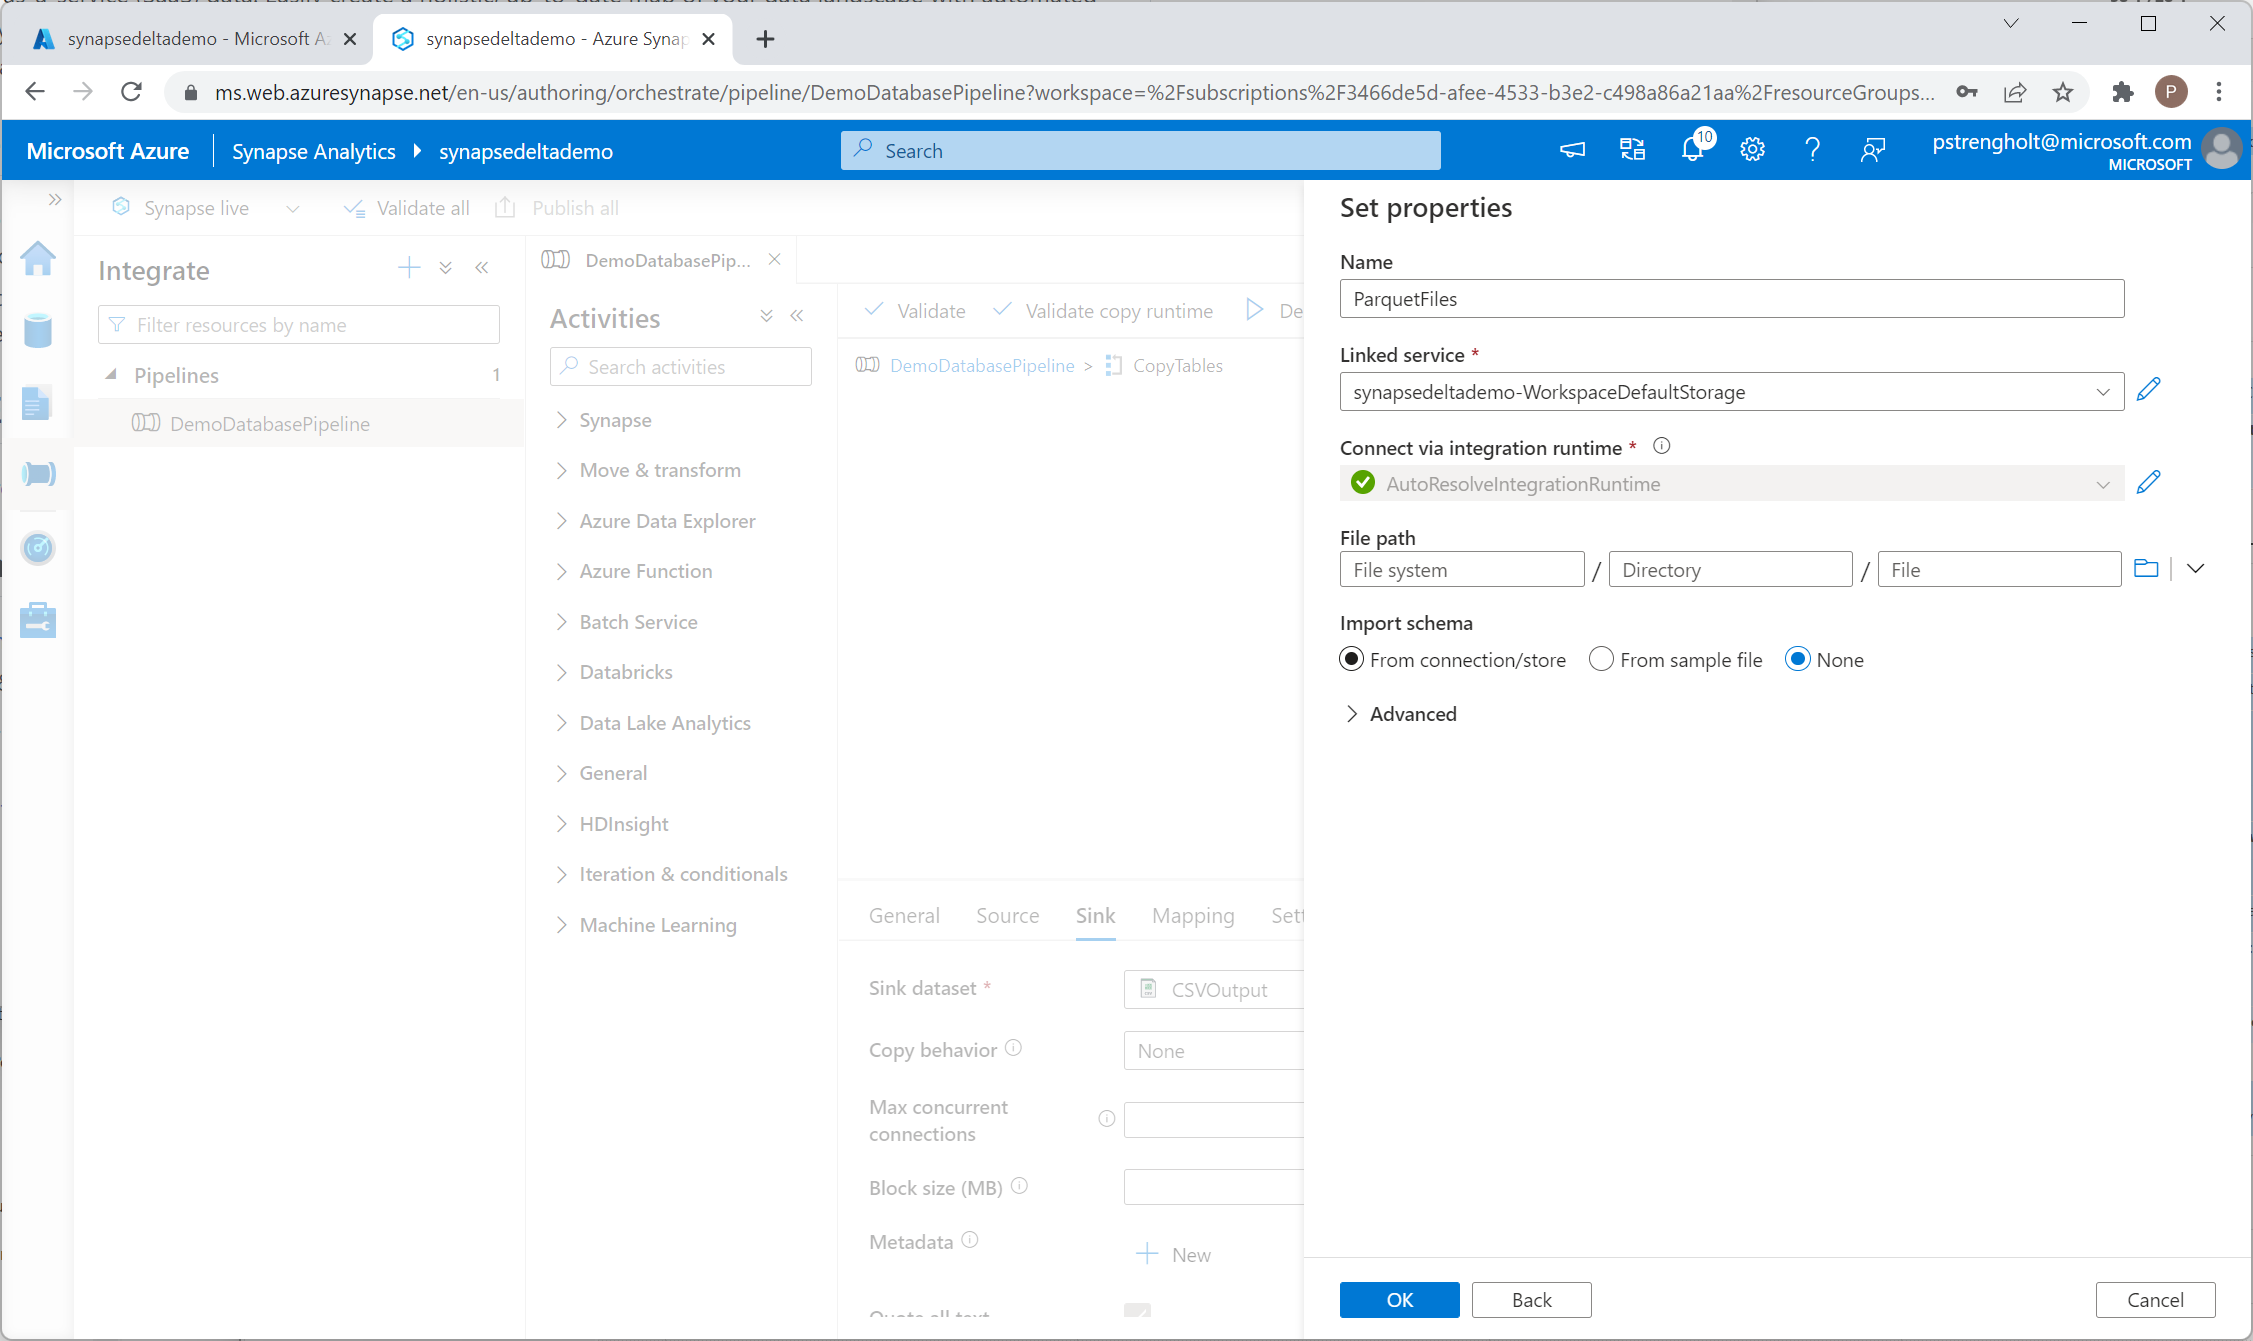 synapsedeltademo - Microsoft Az
synapsedeltademo - Azure Synap
ms.web.azuresynapse.net/en-us/authoring/orchestrate/pipeline/DemoDatabasePipeline?workspace=%2Fsubscriptions%2F3466de5d-afee-4533-b3e2-c498a86a21aa%2FresourceGroups...
P
Microsoft Azure
Synapse Analytics
synapsedeltademo
Search
10
pstrengholt@microsoft.com
MICROSOFT
Synapse live
Validate all
Publish all
Integrate
Filter resources by name
Pipelines
1
DemoDatabasePipeline
DemoDatabasePip...
Activities
Search activities
Synapse
Move & transform
Azure Data Explorer
Azure Function
Batch Service
Databricks
Data Lake Analytics
General
HDInsight
Iteration & conditionals
Machine Learning
Validate
Validate copy runtime
De
DemoDatabasePipeline > CopyTables
General
Source
Sink
Mapping
Sett
Sink dataset *
CSVOutput
Copy behavior
None
Max concurrent
connections
Block size (MB)
Metadata
New
Quote all text
Set properties
Name
ParquetFiles
Linked service *
synapsedeltademo-WorkspaceDefaultStorage
Connect via integration runtime *
AutoResolveIntegrationRuntime
File path
File system / Directory / File
Import schema
From connection/store
From sample file
None
Advanced
OK
Back
Cancel